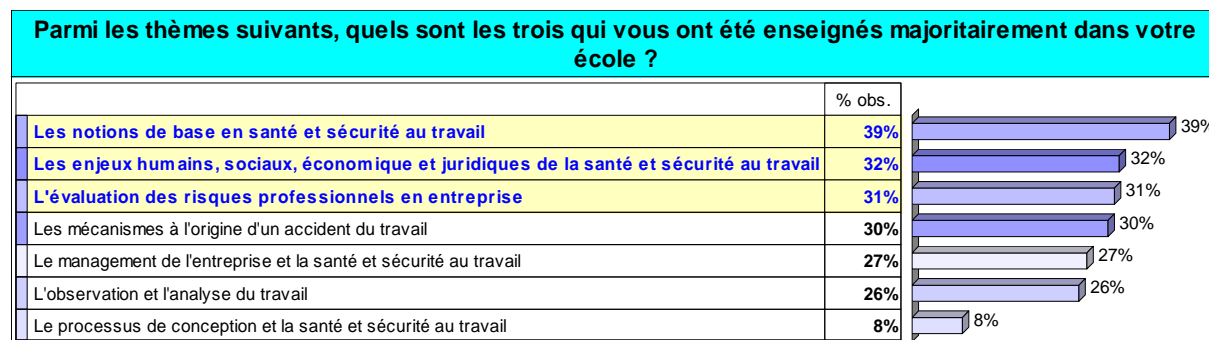 Parmi les thèmes suivants, quels sont les trois qui vous ont été enseignés majoritairement dans votre
école ?
% obs.
Les notions de base en santé et sécurité au travail 39% 39%
Les enjeux humains, sociaux, économique et juridiques de la santé et sécurité au travail 32% 32%
L'évaluation des risques professionnels en entreprise 31% 31%
Les mécanismes à l'origine d'un accident du travail 30% 30%
Le management de l'entreprise et la santé et sécurité au travail 27% 27%
L'observation et l'analyse du travail 26% 26%
Le processus de conception et la santé et sécurité au travail 8% 8%